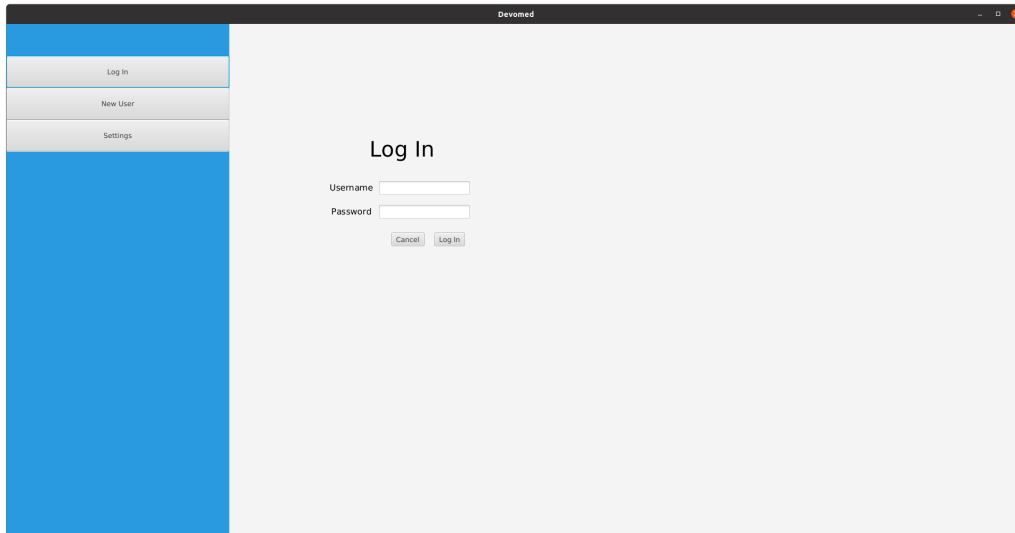 Devomed
Log In
New User
Settings
Log In
Username
Password
Cancel Log In